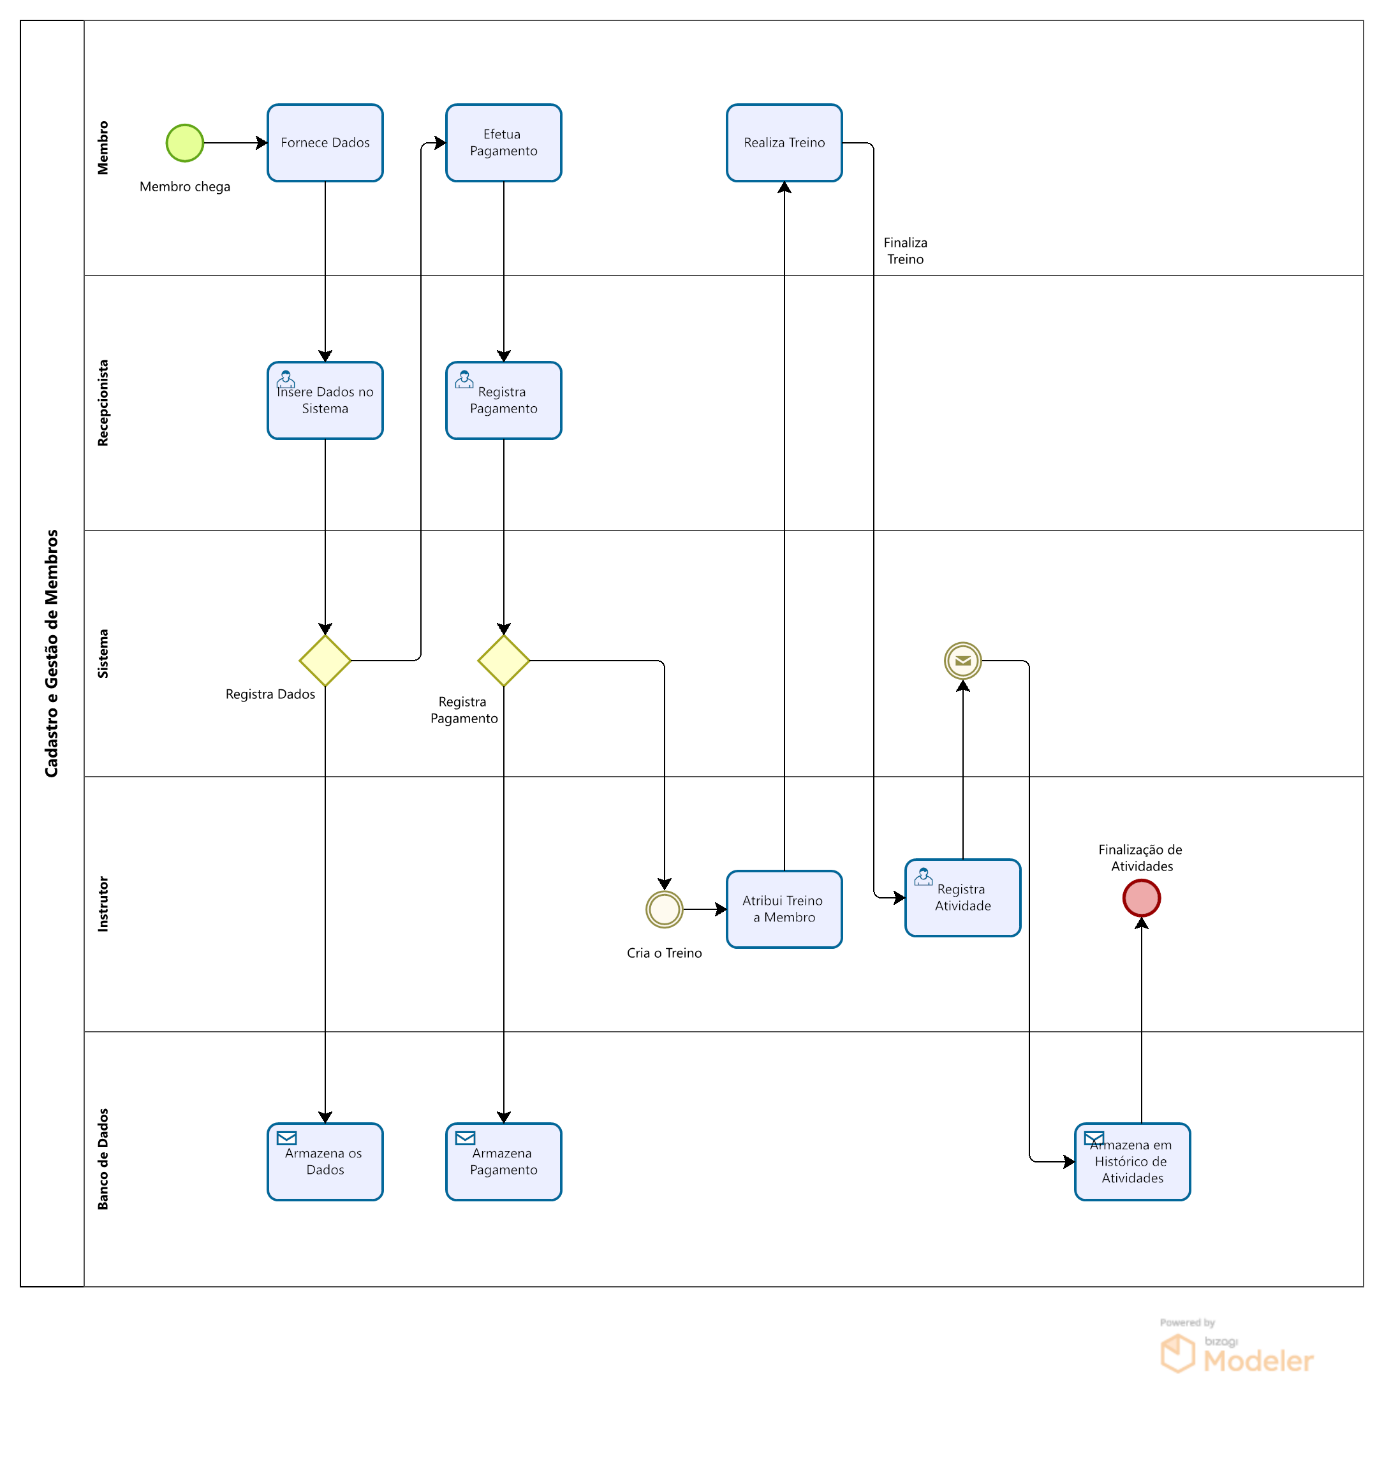 Cadastro e Gestão de Membros
Membro
Membro chega
Fornece Dados
Efetua
Pagamento
Realiza Treino
Finaliza
Treino
Recepcionista
Insere Dados no
Sistema
Registra
Pagamento
Sistema
Registra Dados
Registra
Pagamento
Instrutor
Cria o Treino
Atribui Treino
a Membro
Registra
Atividade
Finalização de
Atividades
Banco de Dados
Armazena os
Dados
Armazena
Pagamento
Armazena em
Histórico de
Atividades
Powered by
bizagi
Modeler